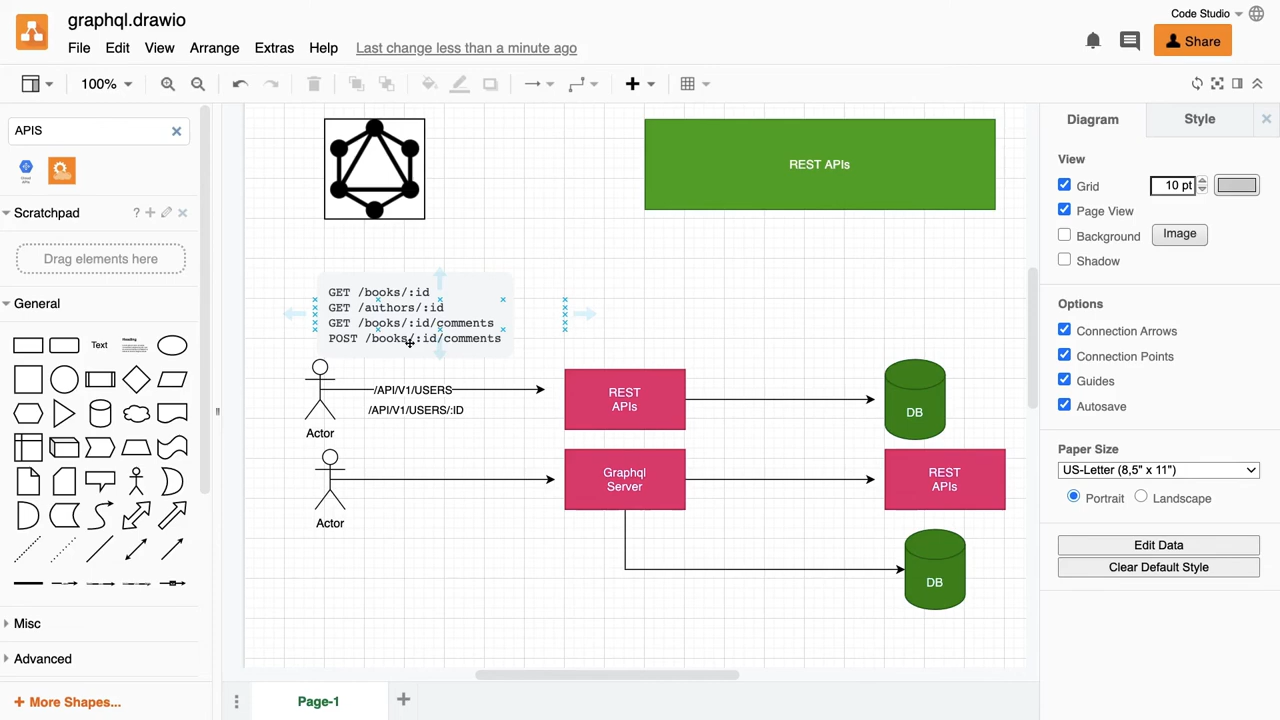 graphql.drawio
Code Studio
File Edit View Arrange Extras Help Last change less than a minute ago
Share
100%
APIS
Diagram
Style
REST APIs
View
Grid
10 pt
Page View
Background
Image
Shadow
Scratchpad
?
Drag elements here
General
Text
Heading
GET /books/:id
GET /authors/:id
GET /books/:id/comments
POST /books/:id/comments
Options
Connection Arrows
Connection Points
Guides
Autosave
/API/V1/USERS
/API/V1/USERS/:ID
Actor
REST
APIs
DB
Actor
Graphql
Server
REST
APIs
DB
Paper Size
US-Letter (8,5" x 11")
Portrait
Landscape
Edit Data
Clear Default Style
Misc
Advanced
+ More Shapes...
Page-1